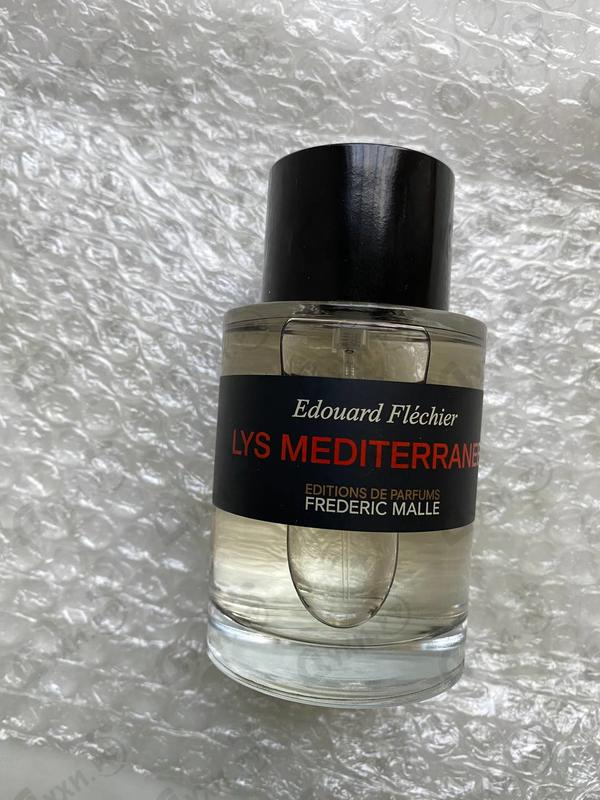 Edouard Fléchier
LYS MEDITERRANE
EDITIONS DE PARFUMS
FREDERIC MALLE